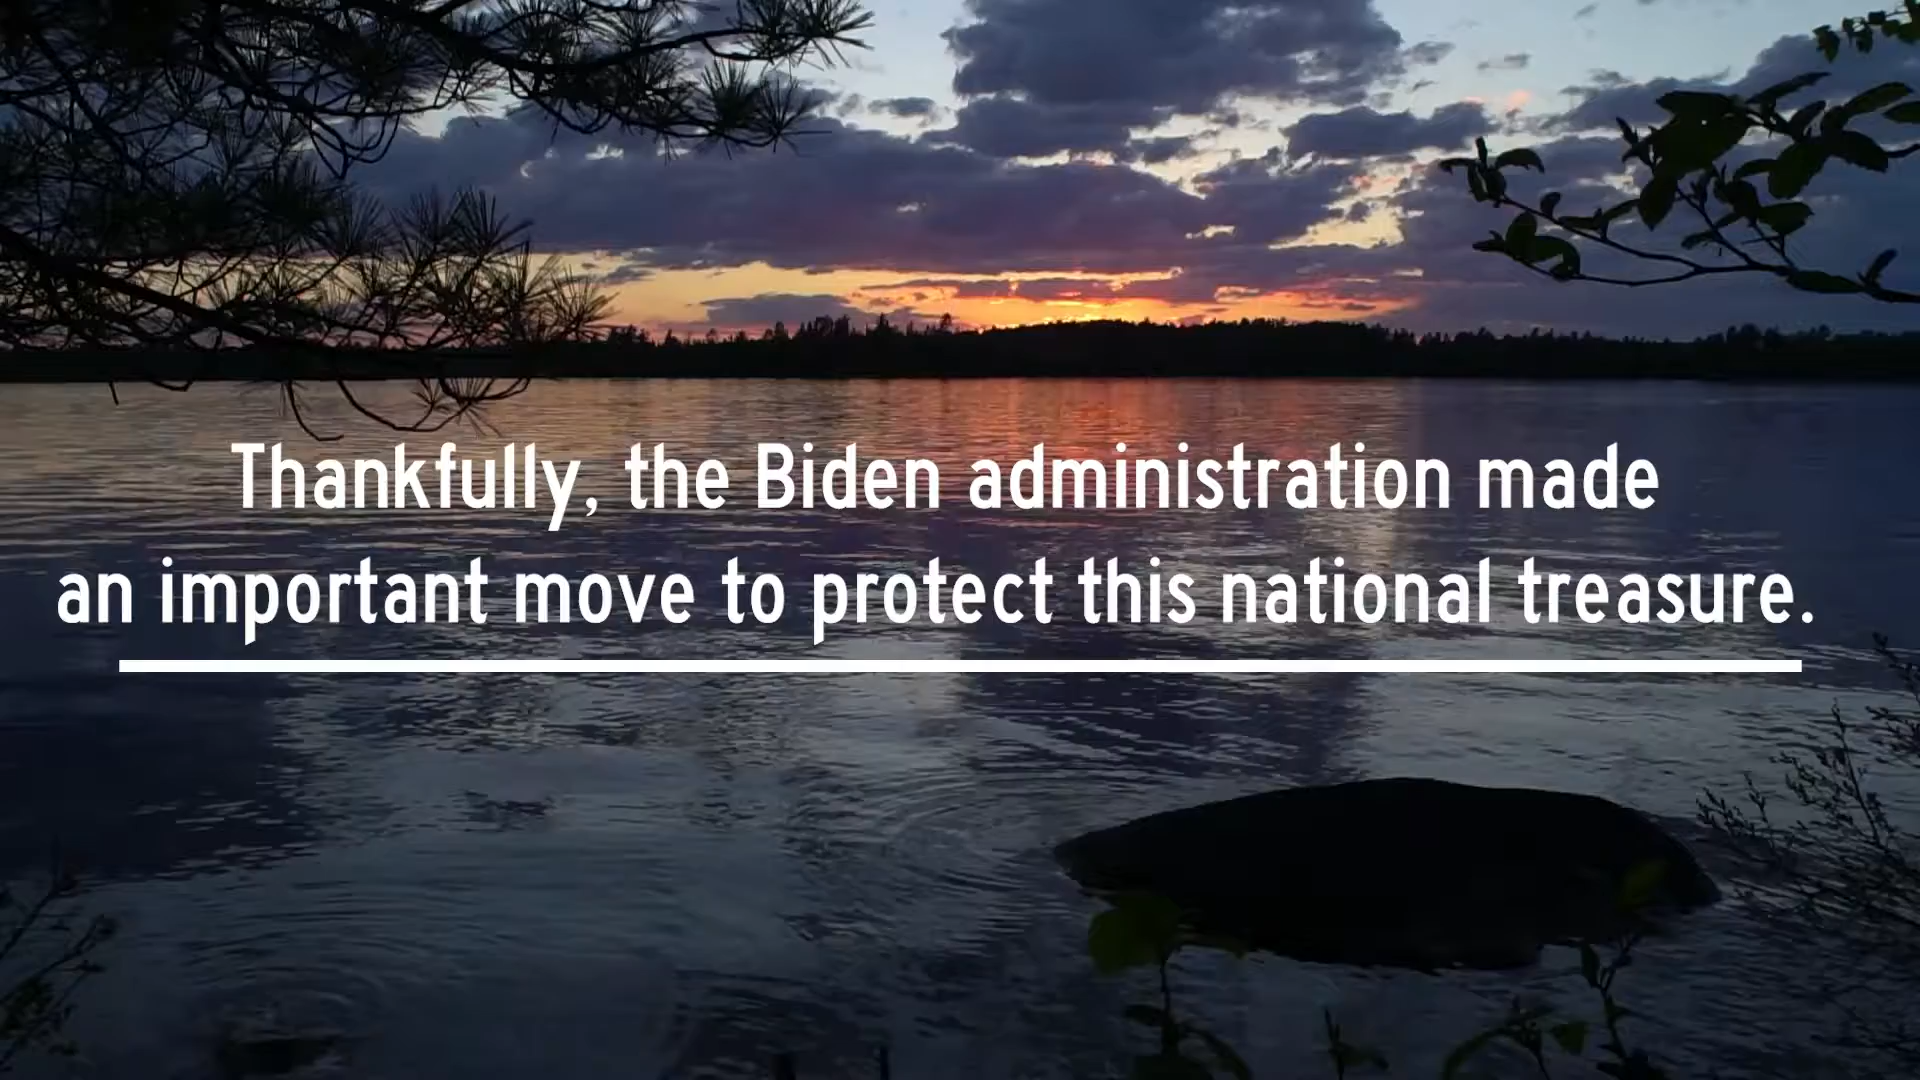 Thankfully, the Biden administration made
an important move to protect this national treasure.